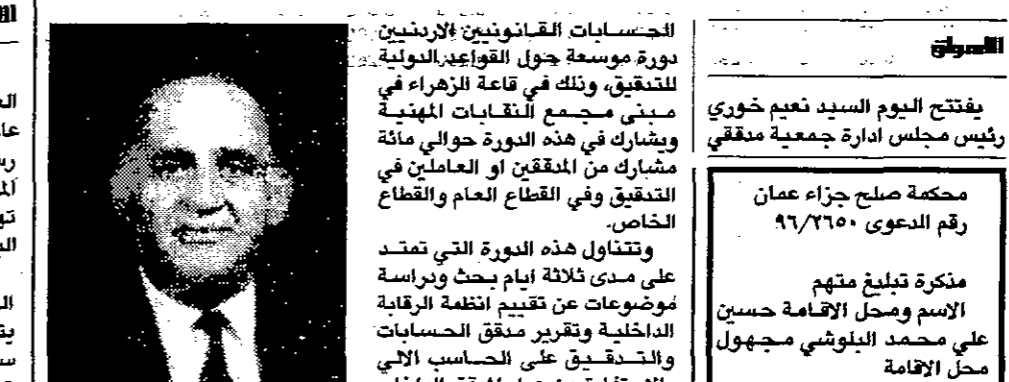 الاسواق
يفتتح اليوم السيد نعيم خوري
رئيس مجلس ادارة جمعية مدققي
الحسابات القانونيين الاردنيين
دورة موسعة حول القواعد الدولية
للتدقيق، وذلك في قاعة الزهراء في
مبنى مجمع النقابات المهنية
ويشارك في هذه الدورة حوالي مائة
مشارك من المدققين او العاملين في
التدقيق وفي القطاع العام والقطاع
الخاص.
وتتناول هذه الدورة التي تمتد
على مدى ثلاثة ايام بحث ودراسة
موضوعات عن تقييم انظمة الرقابة
الداخلية وتقرير مدقق الحسابات
والتدقيق على الحاسب الالي
محكمة صلح جزاء عمان
رقم الدعوى ٩٦/٢٦٥٠
مذكرة تبليغ متهم
الاسم ومحل الاقامة حسين
علي محمد البلوشي مجهول
محل الاقامة